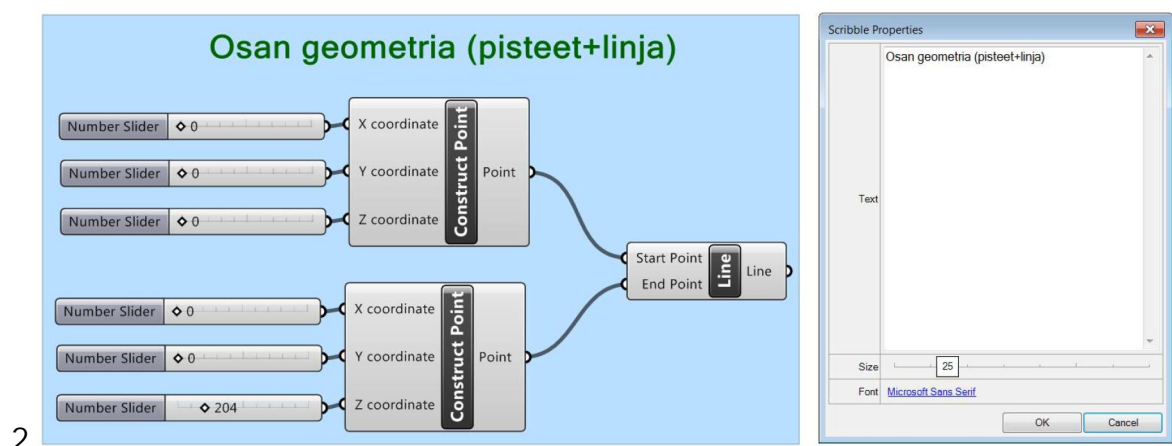 Osan geometria (pisteet+linja)
Number Slider 0
Number Slider 0
Number Slider 0
X coordinate
Y coordinate
Z coordinate
Construct Point
Point
Number Slider 0
Number Slider 0
Number Slider 204
X coordinate
Y coordinate
Z coordinate
Construct Point
Point
Start Point
End Point
Line
Line
Scribble Properties
Text
Osan geometria (pisteet+linja)
Size 25
Font Microsoft Sans Serif
OK Cancel
2